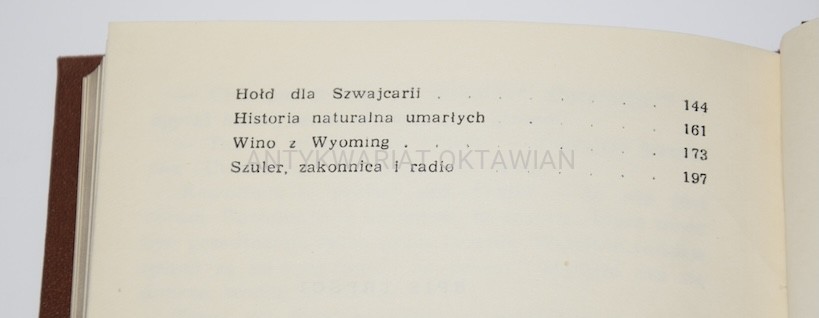 Hołd dla Szwajcarii . . . . . . . . 144
Historia naturalna umarłych . . . . . 161
Wino z Wyoming . . . . . . . . 173
ANTYKWARIAT OKTAWIAN
Szuler, zakonnica i radio . . . . . 197